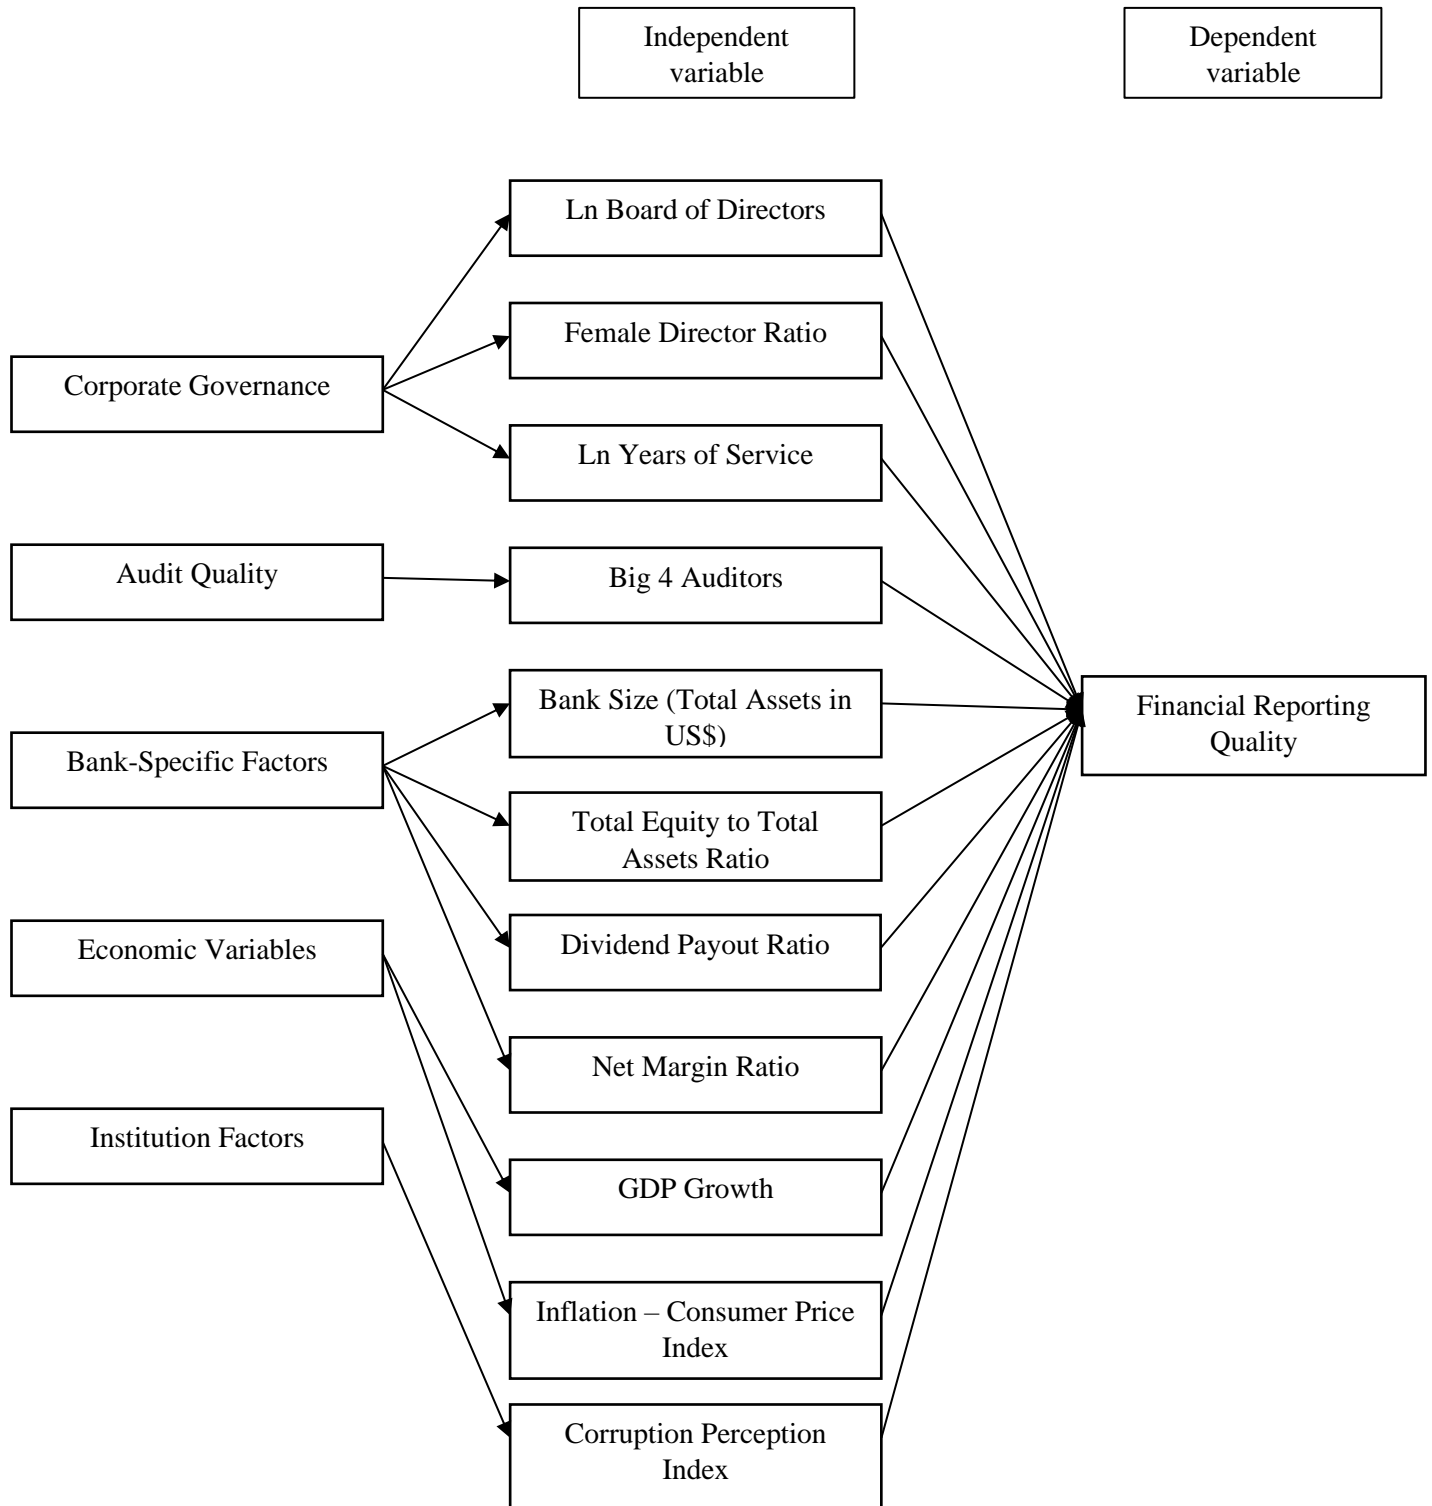 Independent
variable
Dependent
variable
Ln Board of Directors
Female Director Ratio
Corporate Governance
Ln Years of Service
Audit Quality
Big 4 Auditors
Bank Size (Total Assets in
US$)
Financial Reporting
Quality
Bank-Specific Factors
Total Equity to Total
Assets Ratio
Economic Variables
Dividend Payout Ratio
Net Margin Ratio
Institution Factors
GDP Growth
Inflation – Consumer Price
Index
Corruption Perception
Index